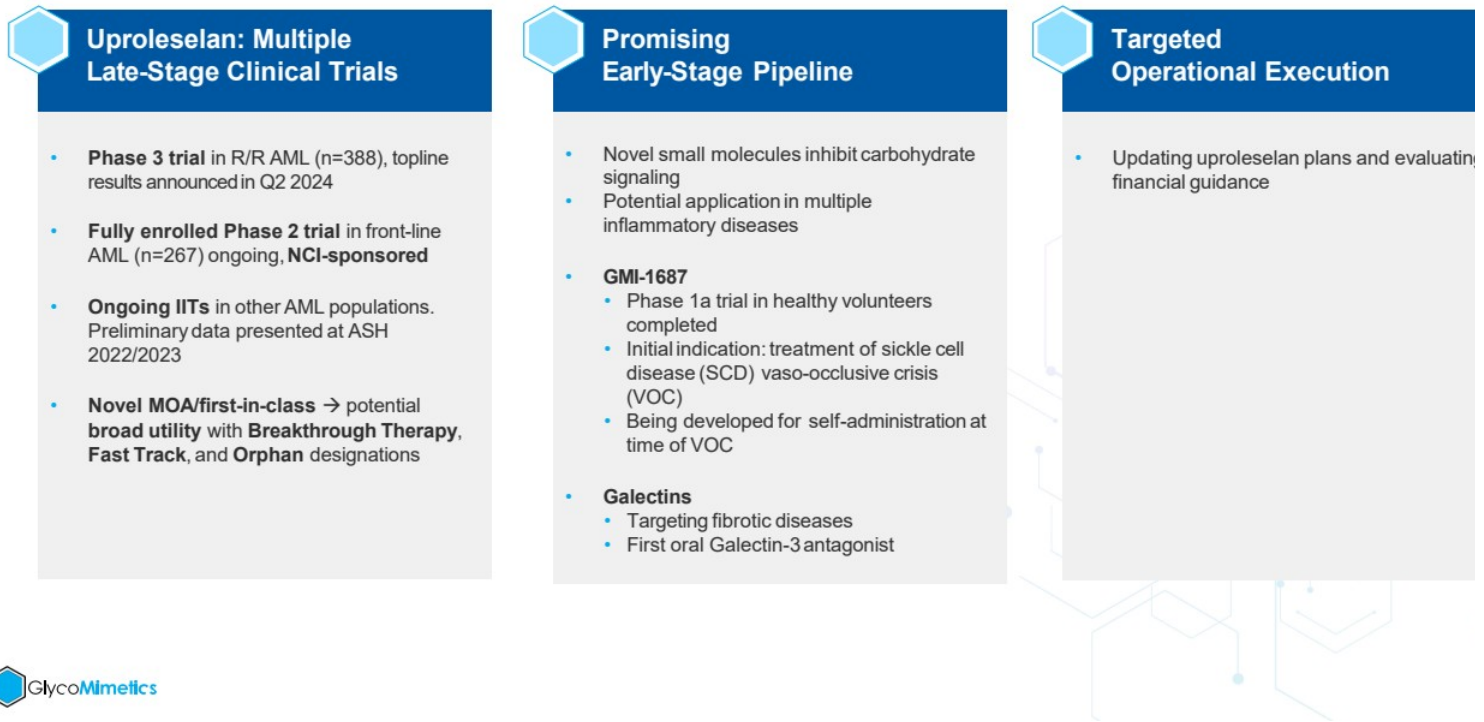 Uproleselan: Multiple
Late-Stage Clinical Trials
• Phase 3 trial in R/R AML (n=388), topline
results announced in Q2 2024
• Fully enrolled Phase 2 trial in front-line
AML (n=267) ongoing, NCI-sponsored
• Ongoing IITs in other AML populations.
Preliminary data presented at ASH
2022/2023
• Novel MOA/first-in-class → potential
broad utility with Breakthrough Therapy,
Fast Track, and Orphan designations
Promising
Early-Stage Pipeline
• Novel small molecules inhibit carbohydrate
signaling
• Potential application in multiple
inflammatory diseases
• GMI-1687
• Phase 1a trial in healthy volunteers
completed
• Initial indication: treatment of sickle cell
disease (SCD) vaso-occlusive crisis
(VOC)
• Being developed for self-administration at
time of VOC
• Galectins
• Targeting fibrotic diseases
• First oral Galectin-3 antagonist
Targeted
Operational Execution
• Updating uproleselan plans and evaluating
financial guidance
GlycoMimetics